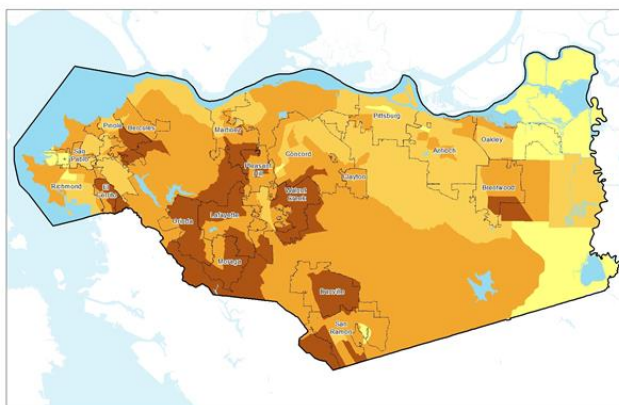 Pinole
Hercules
San
Pablo
Richmond
El
Cerrito
Martinez
Pleasant
Hill
Concord
Pittsburg
Antioch
Oakley
Clayton
Brentwood
Walnut
Creek
Orinda
Lafayette
Moraga
Danville
San
Ramon